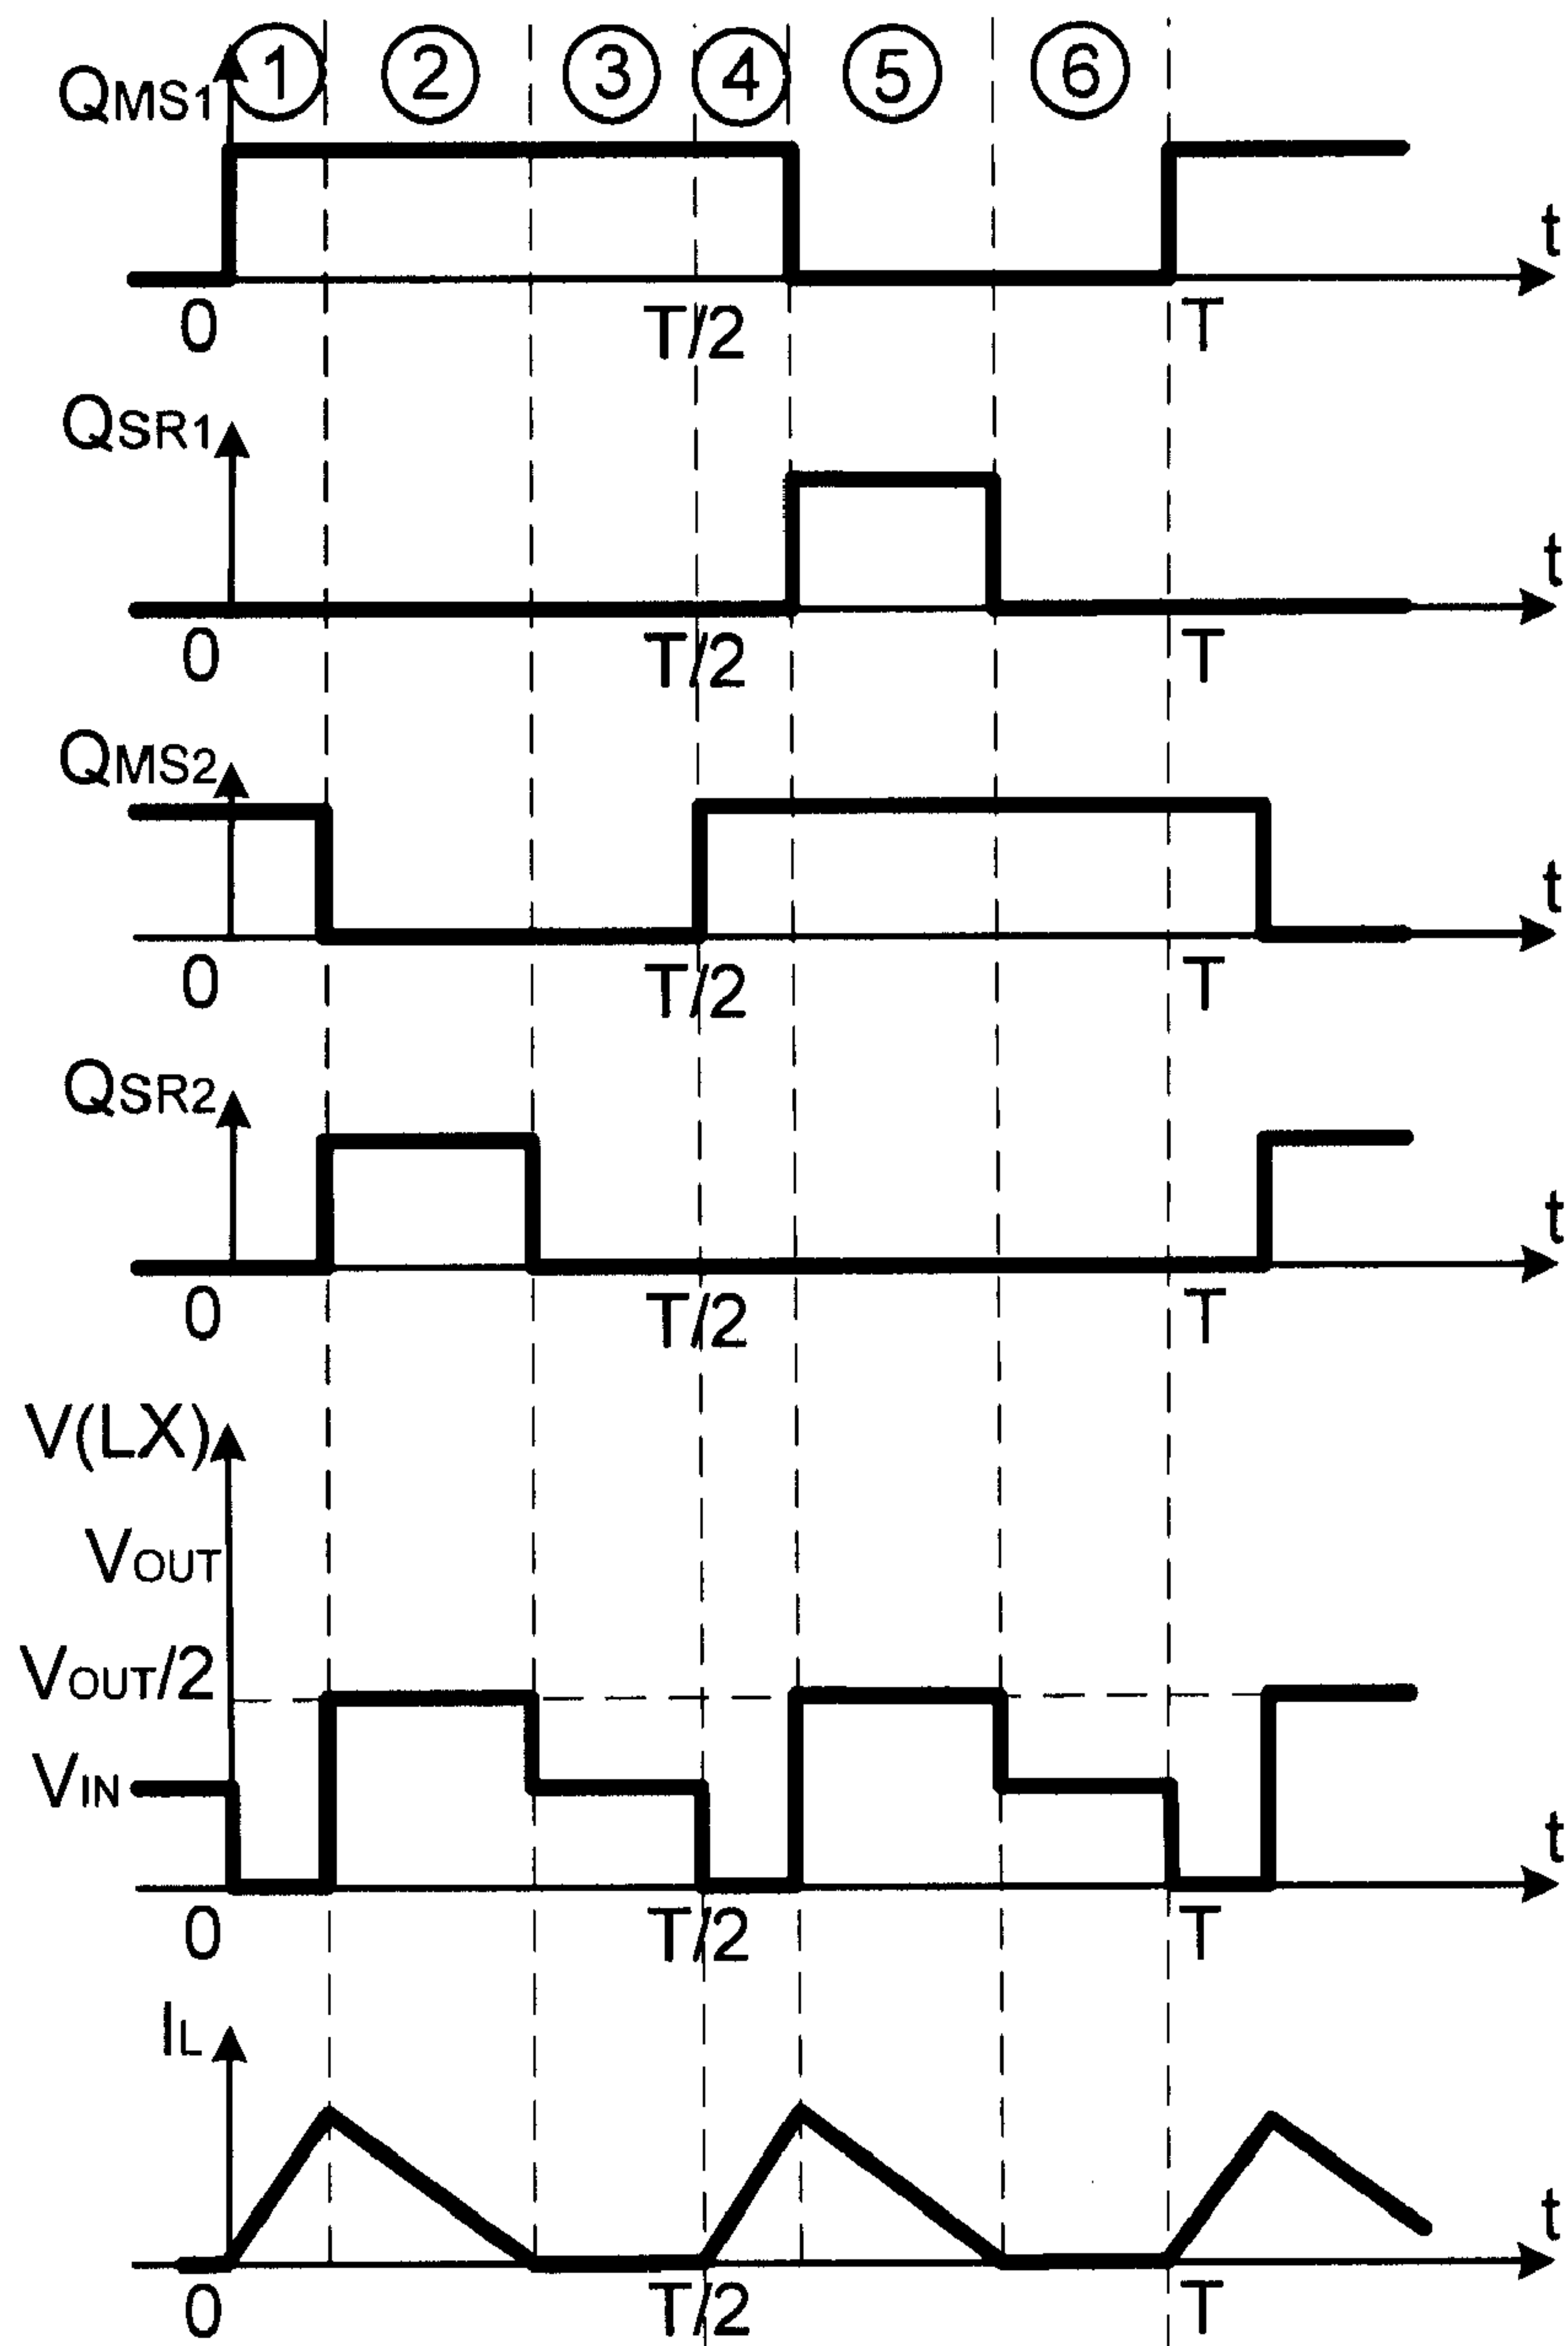 ① ② ③ ④ ⑤ ⑥
QMS1
t
0 T/2 T
QSR1
t
0 T/2 T
QMS2
t
0 T/2 T
QSR2
t
0 T/2 T
V(LX)
VOUT
VOUT/2
VIN
t
0 T/2 T
IL
t
0 T/2 T